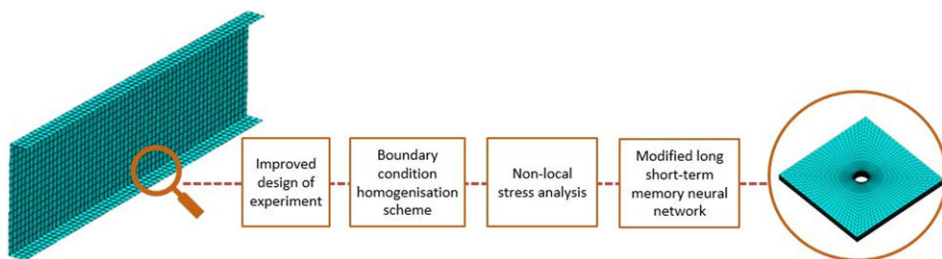 Improved
design of
experiment
Boundary
condition
homogenisation
scheme
Non-local
stress analysis
Modified long
short-term
memory neural
network